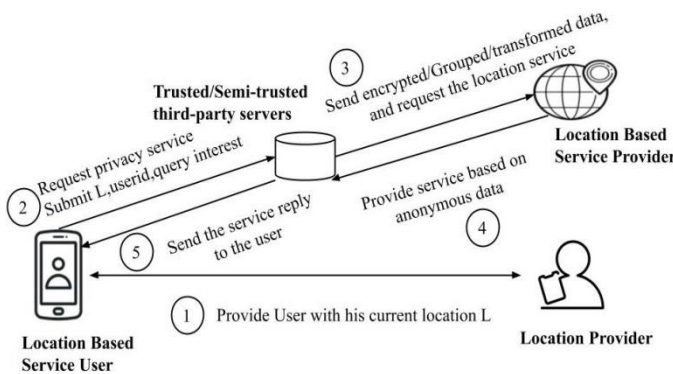 3
Send encrypted/Grouped/transformed data,
and request the location service
Trusted/Semi-trusted
third-party servers
Location Based
Service Provider
2
Request privacy service
Submit L,userid,query interest
Provide service based on
anonymous data
4
5
Send the service reply
to the user
1
Provide User with his current location L
Location Based
Service User
Location Provider